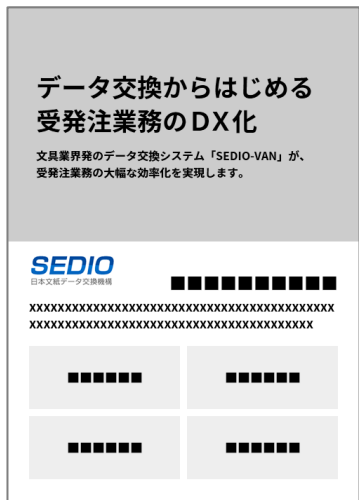 データ交換からはじめる
受発注業務のDX化
文具業界発のデータ交換システム「SEDIO-VAN」が、
受発注業務の大幅な効率化を実現します。
SEDIO
日本文紙データ交換機構
■■■■■■■■■■
XXXXXXXXXXXXXXXXXXXXXXXXXXXXXXXXXXXXXXXXXXX
XXXXXXXXXXXXXXXXXXXXXXXXXXXXXXXXXXXXXXXX
■■■■■■
■■■■■■
■■■■■■
■■■■■■